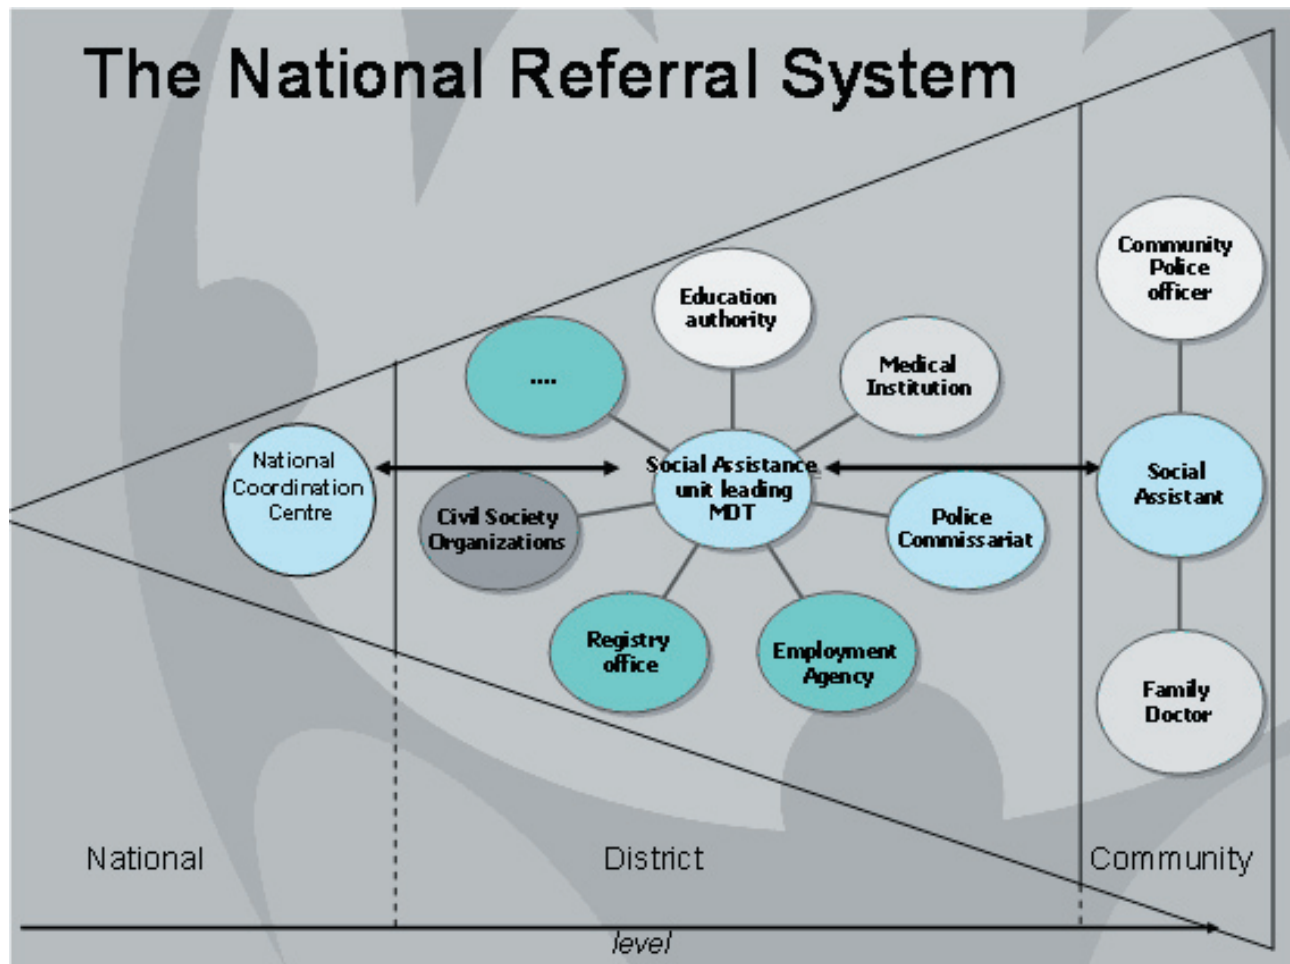 The National Referral System
National
Coordination
Centre
....
Education
authority
Medical
Institution
Social Assistance
unit leading
MDT
Civil Society
Organizations
Police
Commissariat
Registry
office
Employment
Agency
Community
Police
officer
Social
Assistant
Family
Doctor
National
District
Community
level